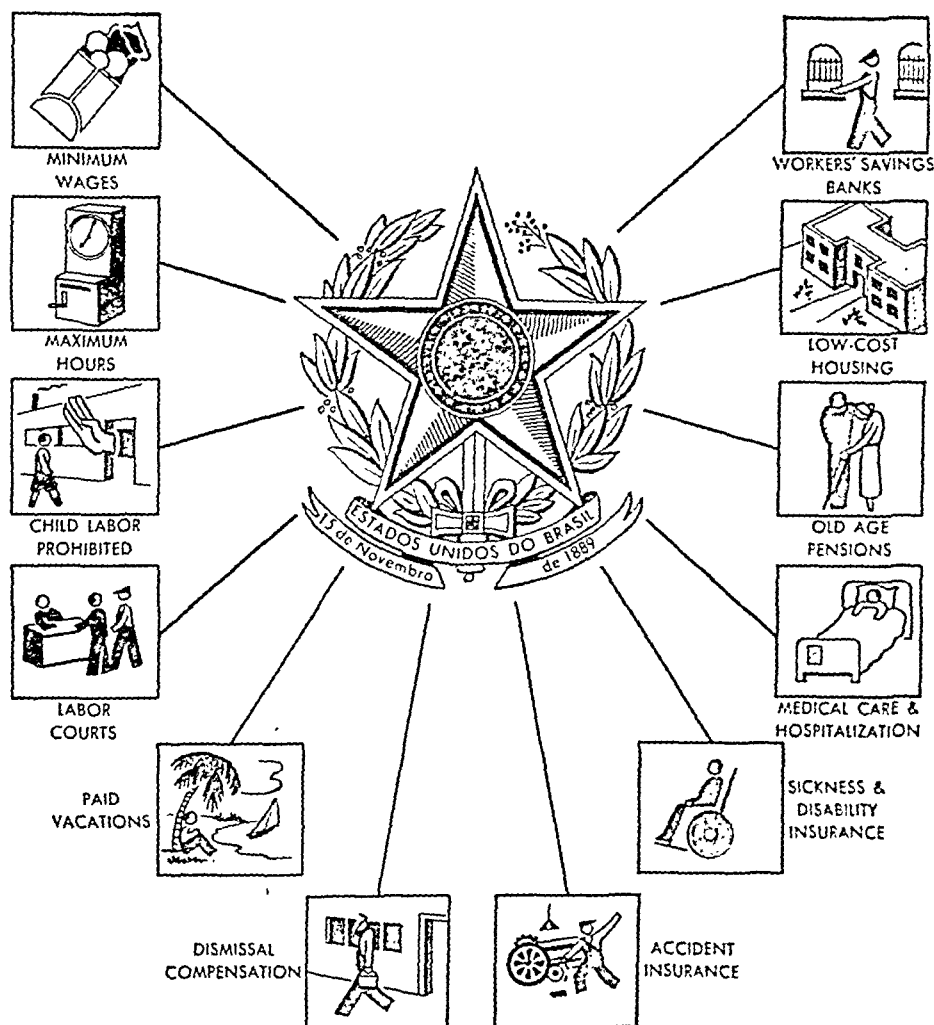 MINIMUM
WAGES
WORKERS' SAVINGS
BANKS
MAXIMUM
HOURS
LOW-COST
HOUSING
CHILD LABOR
PROHIBITED
OLD AGE
PENSIONS
ESTADOS UNIDOS DO BRASIL
15 de Novembro
de 1889
LABOR
COURTS
MEDICAL CARE &
HOSPITALIZATION
PAID
VACATIONS
SICKNESS &
DISABILITY
INSURANCE
DISMISSAL
COMPENSATION
ACCIDENT
INSURANCE